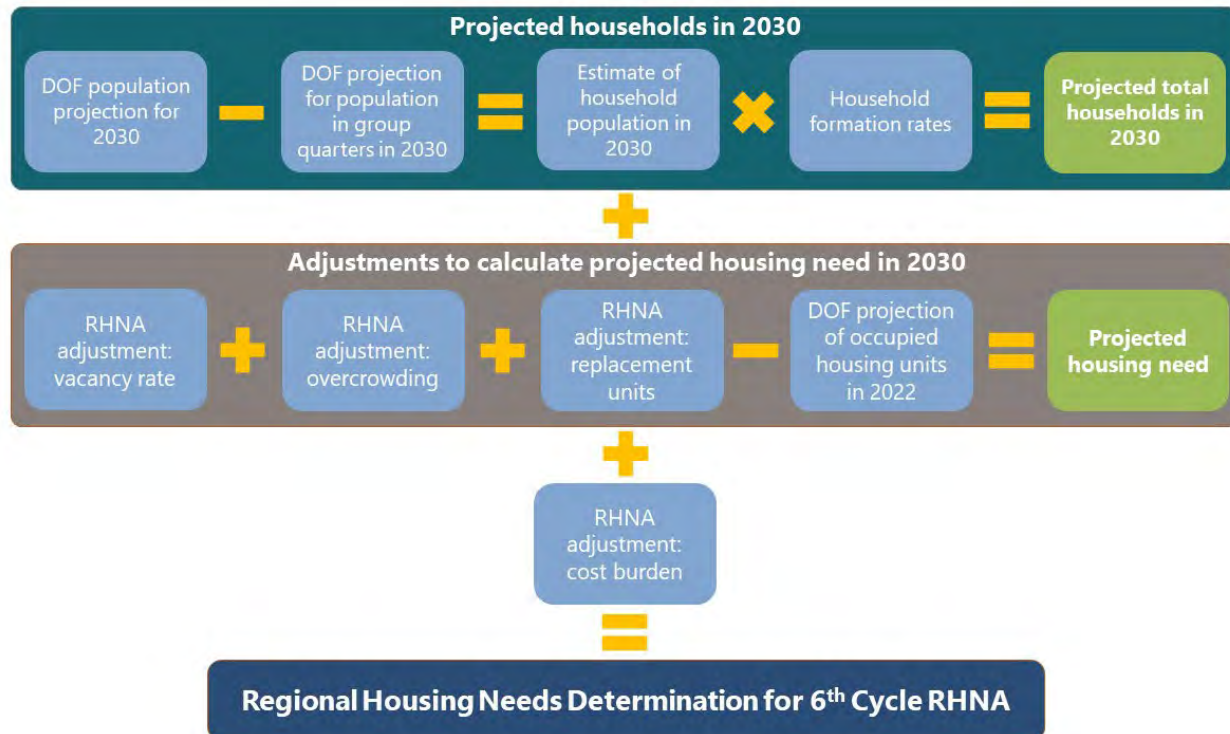 Projected households in 2030
DOF population
projection for
2030
DOF projection
for population
in group
quarters in 2030
Estimate of
household
population in
2030
Household
formation rates
Projected total
households in
2030
Adjustments to calculate projected housing need in 2030
RHNA
adjustment:
vacancy rate
RHNA
adjustment:
overcrowding
RHNA
adjustment:
replacement
units
DOF projection
of occupied
housing units
in 2022
Projected
housing need
RHNA
adjustment:
cost burden
Regional Housing Needs Determination for 6th Cycle RHNA